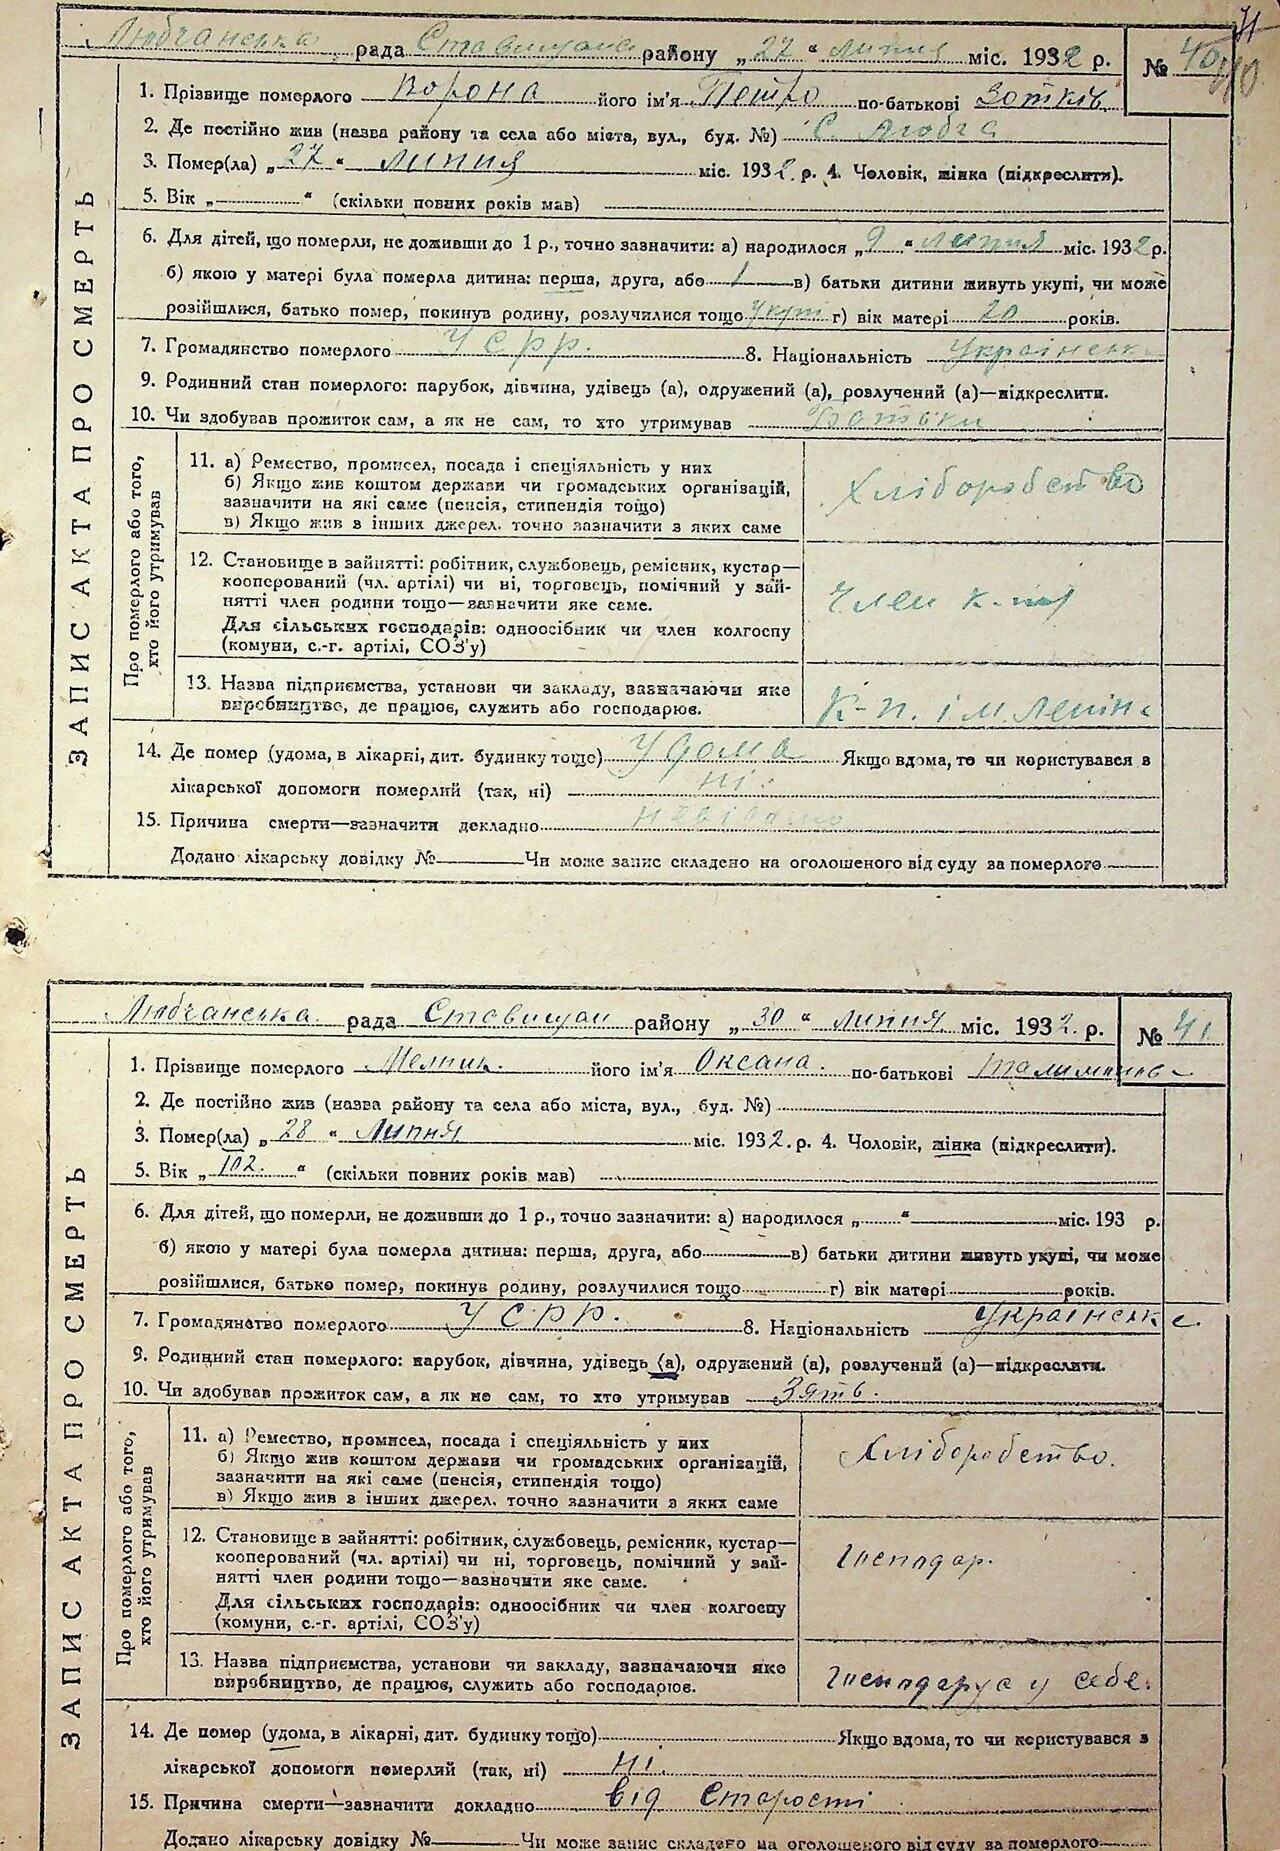 71
Любчанська рада Ставищан району „27“ липня міс. 1932 р. № 40
40
1. Прізвище померлого Ворона його ім'я Петро по-батькові Зотків
2. Де постійно жив (назва району та села або міста, вул., буд. №) С. Любча
3. Помер(ла) „27“ липня міс. 1932 р. 4. Чоловік, жінка (підкреслити).
5. Вік „ “ (скільки повних років мав)
6. Для дітей, що померли, не доживши до 1 р., точно зазначити: а) народилося „9“ липня міс. 1932 р.
б) якою у матері була померла дитина: перша, друга, або 1 в) батьки дитини живуть укупі, чи може
розійшлися, батько помер, покинув родину, розлучилися тощо укупі г) вік матері 20 років.
7. Громадянство померлого УСРР. 8. Національність Українськ
9. Родинний стан померлого: парубок, дівчина, удівець (а), одружений (а), розлучений (а)—підкреслити.
10. Чи здобував прожиток сам, а як не сам, то хто утримував Батьки
ЗАПИС АКТА ПРО СМЕРТЬ
Про померлого або того, хто його утримував
11. а) Ремество, промисел, посада і спеціяльність у них
б) Якщо жив коштом держави чи громадських організацій,
зазначити на які саме (пенсія, стипендія тощо)
в) Якщо жив з інших джерел. точно зазначити з яких саме
Хліборобство
12. Становище в зайнятті: робітник, службовець, ремісник, кустар—
кооперований (чл. артілі) чи ні, торговець, помічний у зай-
нятті член родини тощо—зазначити яке саме.
Для сільських господарів: одноосібник чи член колгоспу
(комуни, с.-г. артілі, СОЗ'у)
член
13. Назва підприємства, установи чи закладу, зазначаючи яке
виробництво, де працює, служить або господарює.
К-п. ім. Леніна
14. Де помер (удома, в лікарні, дит. будинку тощо) Удома Якщо вдома, то чи користувався з
лікарської допомоги померлий (так, ні) ні.
15. Причина смерти—зазначити докладно невідомо
Додано лікарську довідку № Чи може запис складено на оголошеного від суду за померлого
Любчанська рада Ставищан району „30“ липня міс. 1932 р. № 41
1. Прізвище померлого Мельник. його ім'я Оксана. по-батькові
2. Де постійно жив (назва району та села або міста, вул., буд. №)
3. Помер(ла) „28“ Липня міс. 1932 р. 4. Чоловік, жінка (підкреслити).
5. Вік „102.“ (скільки повних років мав)
6. Для дітей, що померли, не доживши до 1 р., точно зазначити: а) народилося „ “ міс. 193 р.
б) якою у матері була померла дитина: перша, друга, або в) батьки дитини живуть укупі, чи може
розійшлися, батько помер, покинув родину, розлучилися тощо г) вік матері років.
7. Громадянство померлого УСРР. 8. Національність Українське.
9. Родинний стан померлого: парубок, дівчина, удівець (а), одружений (а), розлучений (а)—підкреслити.
10. Чи здобував прожиток сам, а як не сам, то хто утримував Зять.
ЗАПИС АКТА ПРО СМЕРТЬ
Про померлого або того, хто його утримував
11. а) Ремество, промисел, посада і спеціяльність у них
б) Якщо жив коштом держави чи громадських організацій,
зазначити на які саме (пенсія, стипендія тощо)
в) Якщо жив з інших джерел. точно зазначити з яких саме
Хліборобство.
12. Становище в зайнятті: робітник, службовець, ремісник, кустар—
кооперований (чл. артілі) чи ні, торговець, помічний у зай-
нятті член родини тощо—зазначити яке саме.
Для сільських господарів: одноосібник чи член колгоспу
(комуни, с.-г. артілі, СОЗ'у)
Господар.
13. Назва підприємства, установи чи закладу, зазначаючи яке
виробництво, де працює, служить або господарює.
Господарує у себе.
14. Де помер (удома, в лікарні, дит. будинку тощо) Якщо вдома, то чи користувався з
лікарської допомоги померлий (так, ні) ні.
15. Причина смерти—зазначити докладно від Старості
Додано лікарську довідку № Чи може запис складено на оголошеного від суду за померлого